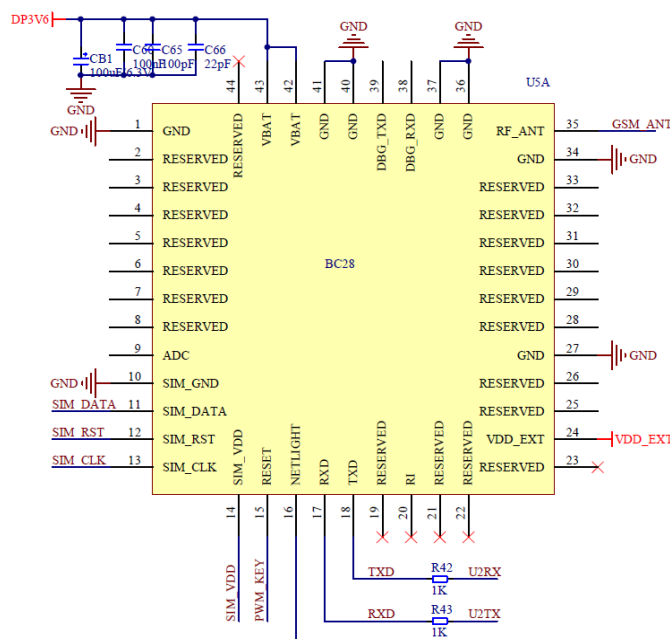 DP3V6
GND
GND
CB1
100uF/6.3V
C60
100nF
C65
100pF
C66
22pF
GND
44
43
42
41
40
39
38
37
36
U5A
RESERVED
VBAT
VBAT
GND
GND
DBG_TXD
DBG_RXD
GND
GND
GND
1
GND
2
RESERVED
3
RESERVED
4
RESERVED
5
RESERVED
6
RESERVED
7
RESERVED
8
RESERVED
9
ADC
GND
10
SIM_GND
SIM_DATA
11
SIM_DATA
SIM_RST
12
SIM_RST
SIM_CLK
13
SIM_CLK
BC28
RF_ANT
35
GSM_ANT
GND
34
GND
RESERVED
33
RESERVED
32
RESERVED
31
RESERVED
30
RESERVED
29
RESERVED
28
GND
27
GND
RESERVED
26
RESERVED
25
VDD_EXT
24
VDD_EXT
RESERVED
23
SIM_VDD
RESET
NETLIGHT
RXD
TXD
RESERVED
RI
RESERVED
RESERVED
14
15
16
17
18
19
20
21
22
SIM_VDD
PWM_KEY
TXD
R42
1K
U2RX
RXD
R43
1K
U2TX